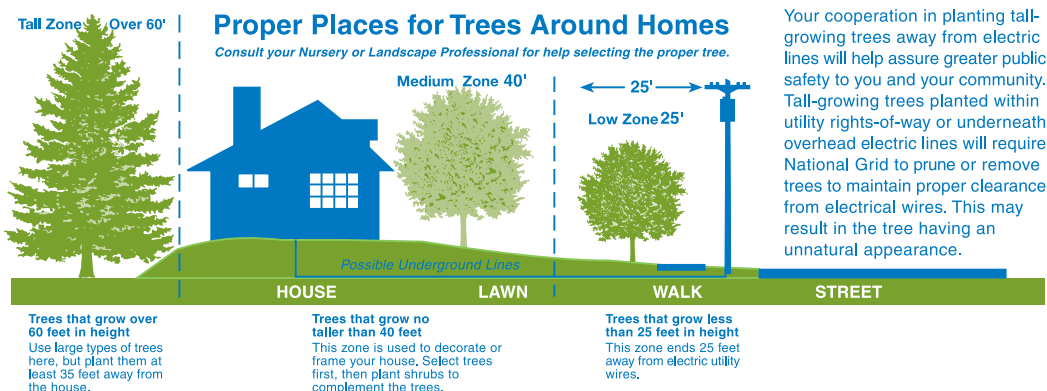 Proper Places for Trees Around Homes
Consult your Nursery or Landscape Professional for help selecting the proper tree.
Tall Zone Over 60'
Medium Zone 40'
25'
Low Zone 25'
Your cooperation in planting tall-
growing trees away from electric
lines will help assure greater public
safety to you and your community.
Tall-growing trees planted within
utility rights-of-way or underneath
overhead electric lines will require
National Grid to prune or remove
trees to maintain proper clearance
from electrical wires. This may
result in the tree having an
unnatural appearance.
Possible Underground Lines
HOUSE
LAWN
WALK
STREET
Trees that grow over
60 feet in height
Use large types of trees
here, but plant them at
least 35 feet away from
the house.
Trees that grow no
taller than 40 feet
This zone is used to decorate or
frame your house. Select trees
first, then plant shrubs to
complement the trees.
Trees that grow less
than 25 feet in height
This zone ends 25 feet
away from electric utility
wires.